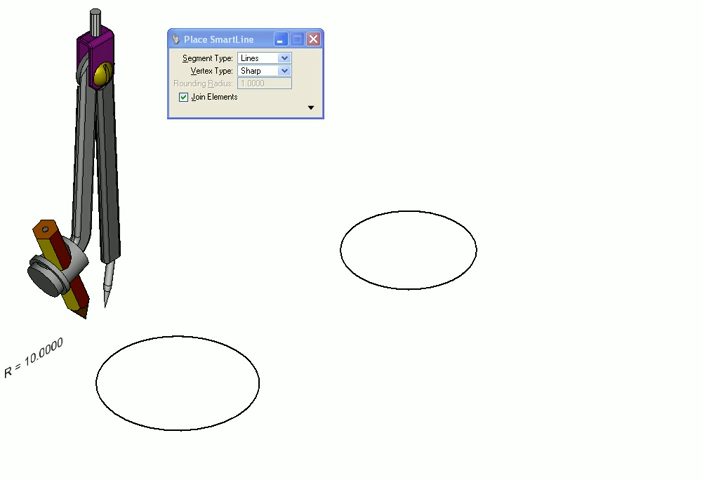 Place SmartLine
Segment Type: Lines
Vertex Type: Sharp
Rounding Radius: 1.0000
Join Elements
R = 10.0000